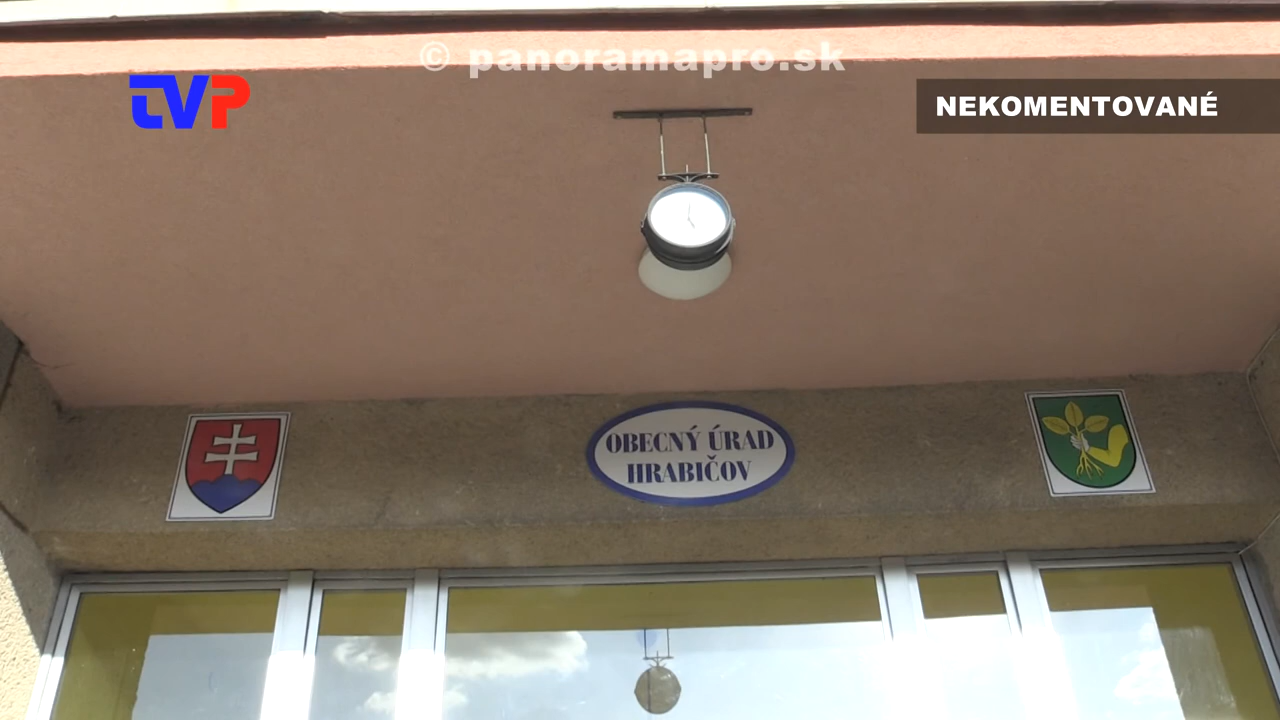 © panoramapro.sk
TVP
NEKOMENTOVANÉ
OBECNÝ ÚRAD
HRABIČOV